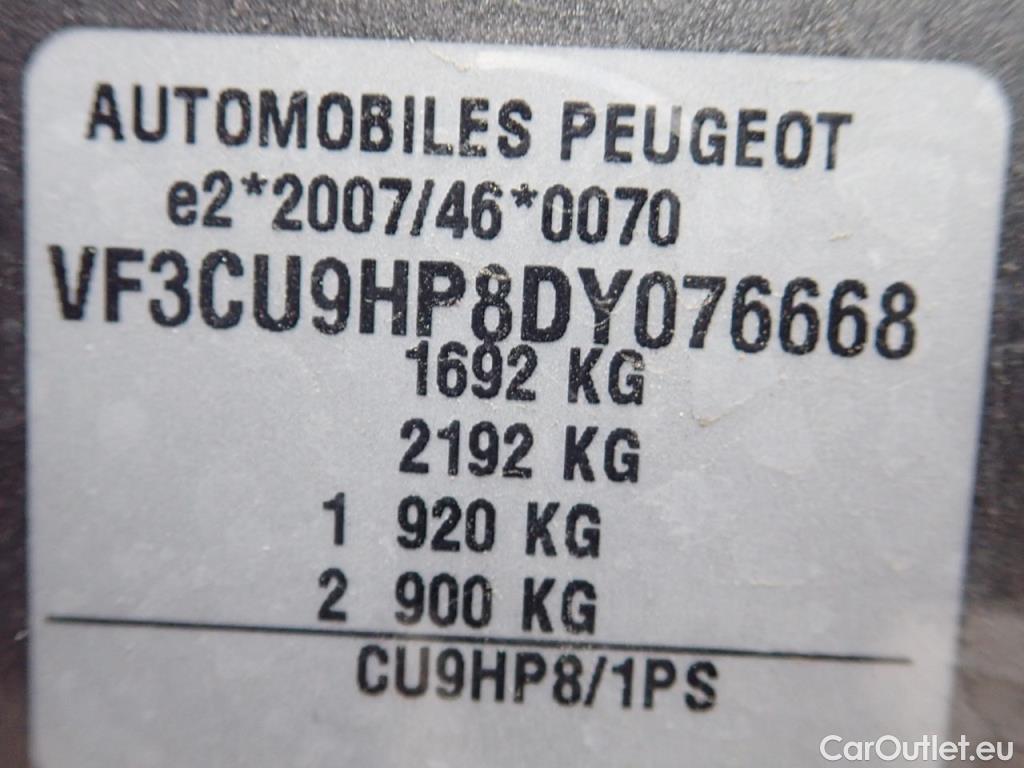 AUTOMOBILES PEUGEOT
e2*2007/46*0070
VF3CU9HP8DY076668
1692 KG
2192 KG
1 920 KG
2 900 KG
CU9HP8/1PS
CarOutlet.eu